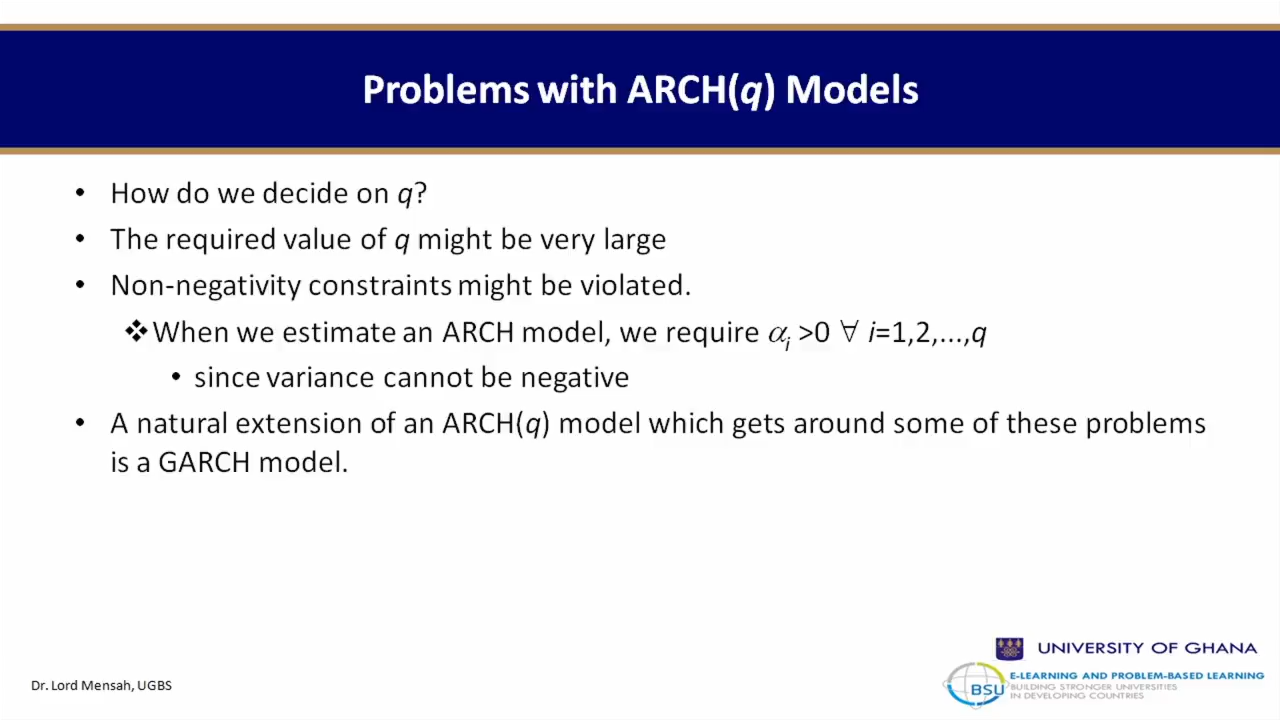 Problems with ARCH(q) Models
• How do we decide on q?
• The required value of q might be very large
• Non-negativity constraints might be violated.
❖When we estimate an ARCH model, we require αi >0 ∀ i=1,2,...,q
• since variance cannot be negative
• A natural extension of an ARCH(q) model which gets around some of these problems
is a GARCH model.
UNIVERSITY OF GHANA
BSU
E-LEARNING AND PROBLEM-BASED LEARNING
BUILDING STRONGER UNIVERSITIES
IN DEVELOPING COUNTRIES
Dr. Lord Mensah, UGBS